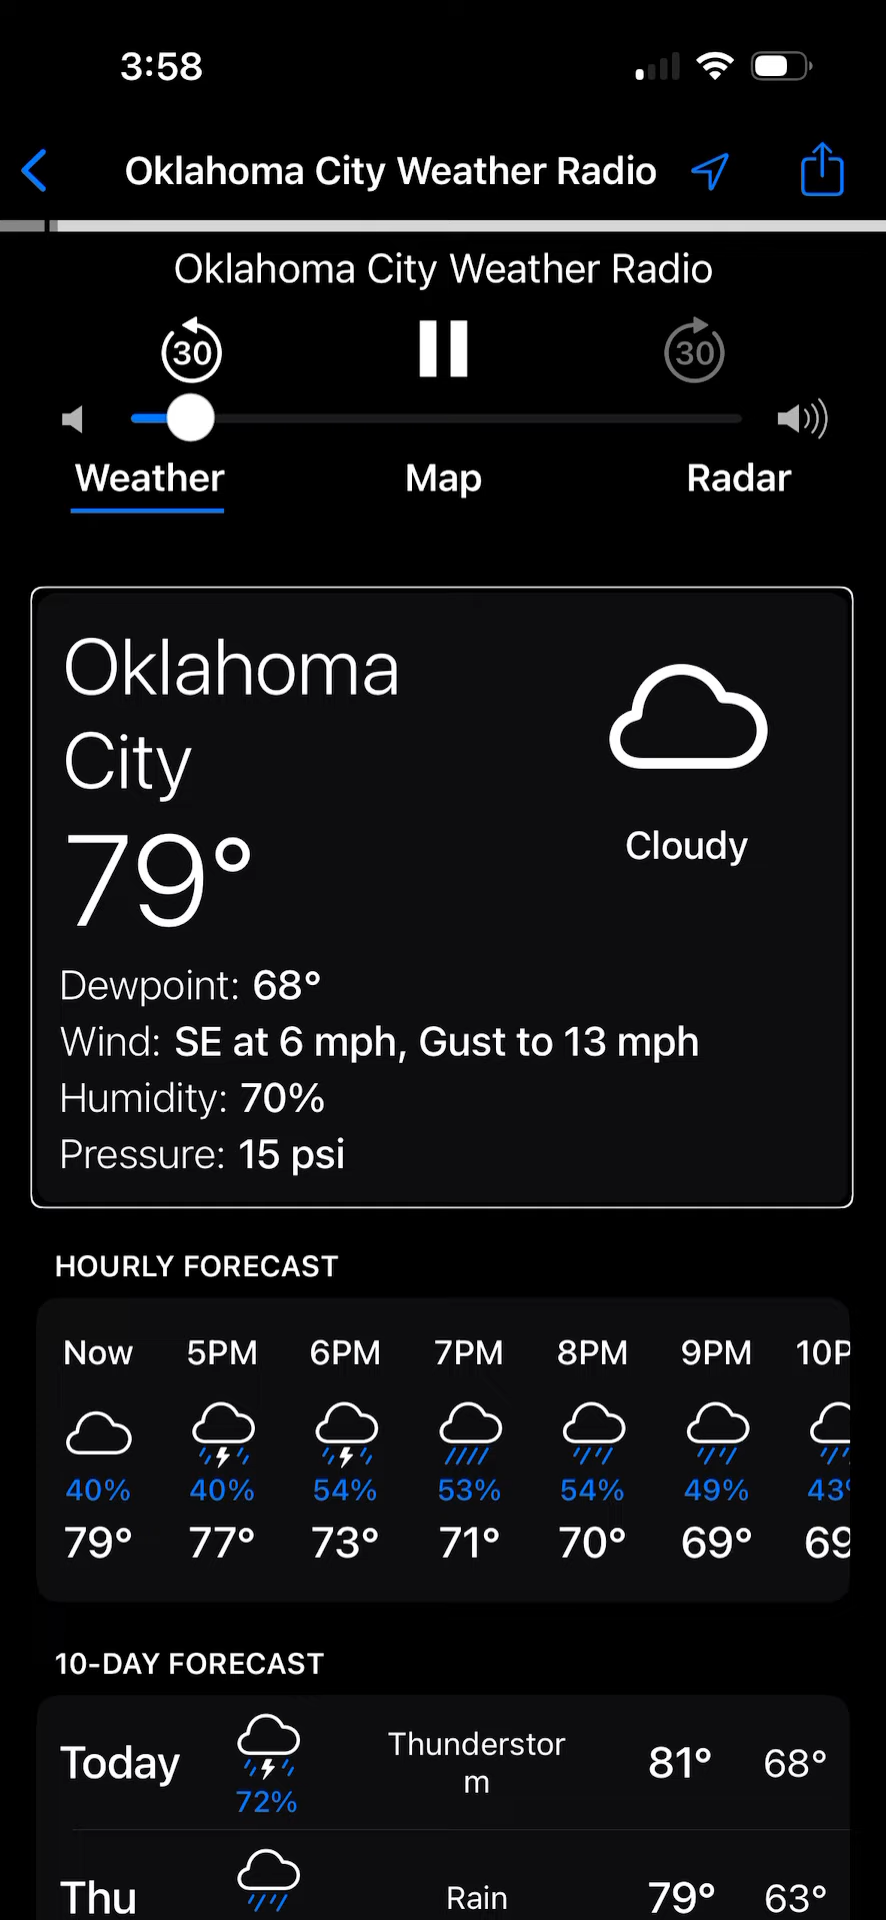 3:58
Oklahoma City Weather Radio
Oklahoma City Weather Radio
30 30
Weather Map Radar
Oklahoma
City
79°
Cloudy
Dewpoint: 68°
Wind: SE at 6 mph, Gust to 13 mph
Humidity: 70%
Pressure: 15 psi
HOURLY FORECAST
Now 5PM 6PM 7PM 8PM 9PM 10P
40% 40% 54% 53% 54% 49% 43
79° 77° 73° 71° 70° 69° 69
10-DAY FORECAST
Today Thunderstor 81° 68°
m
72%
Thu Rain 79° 63°